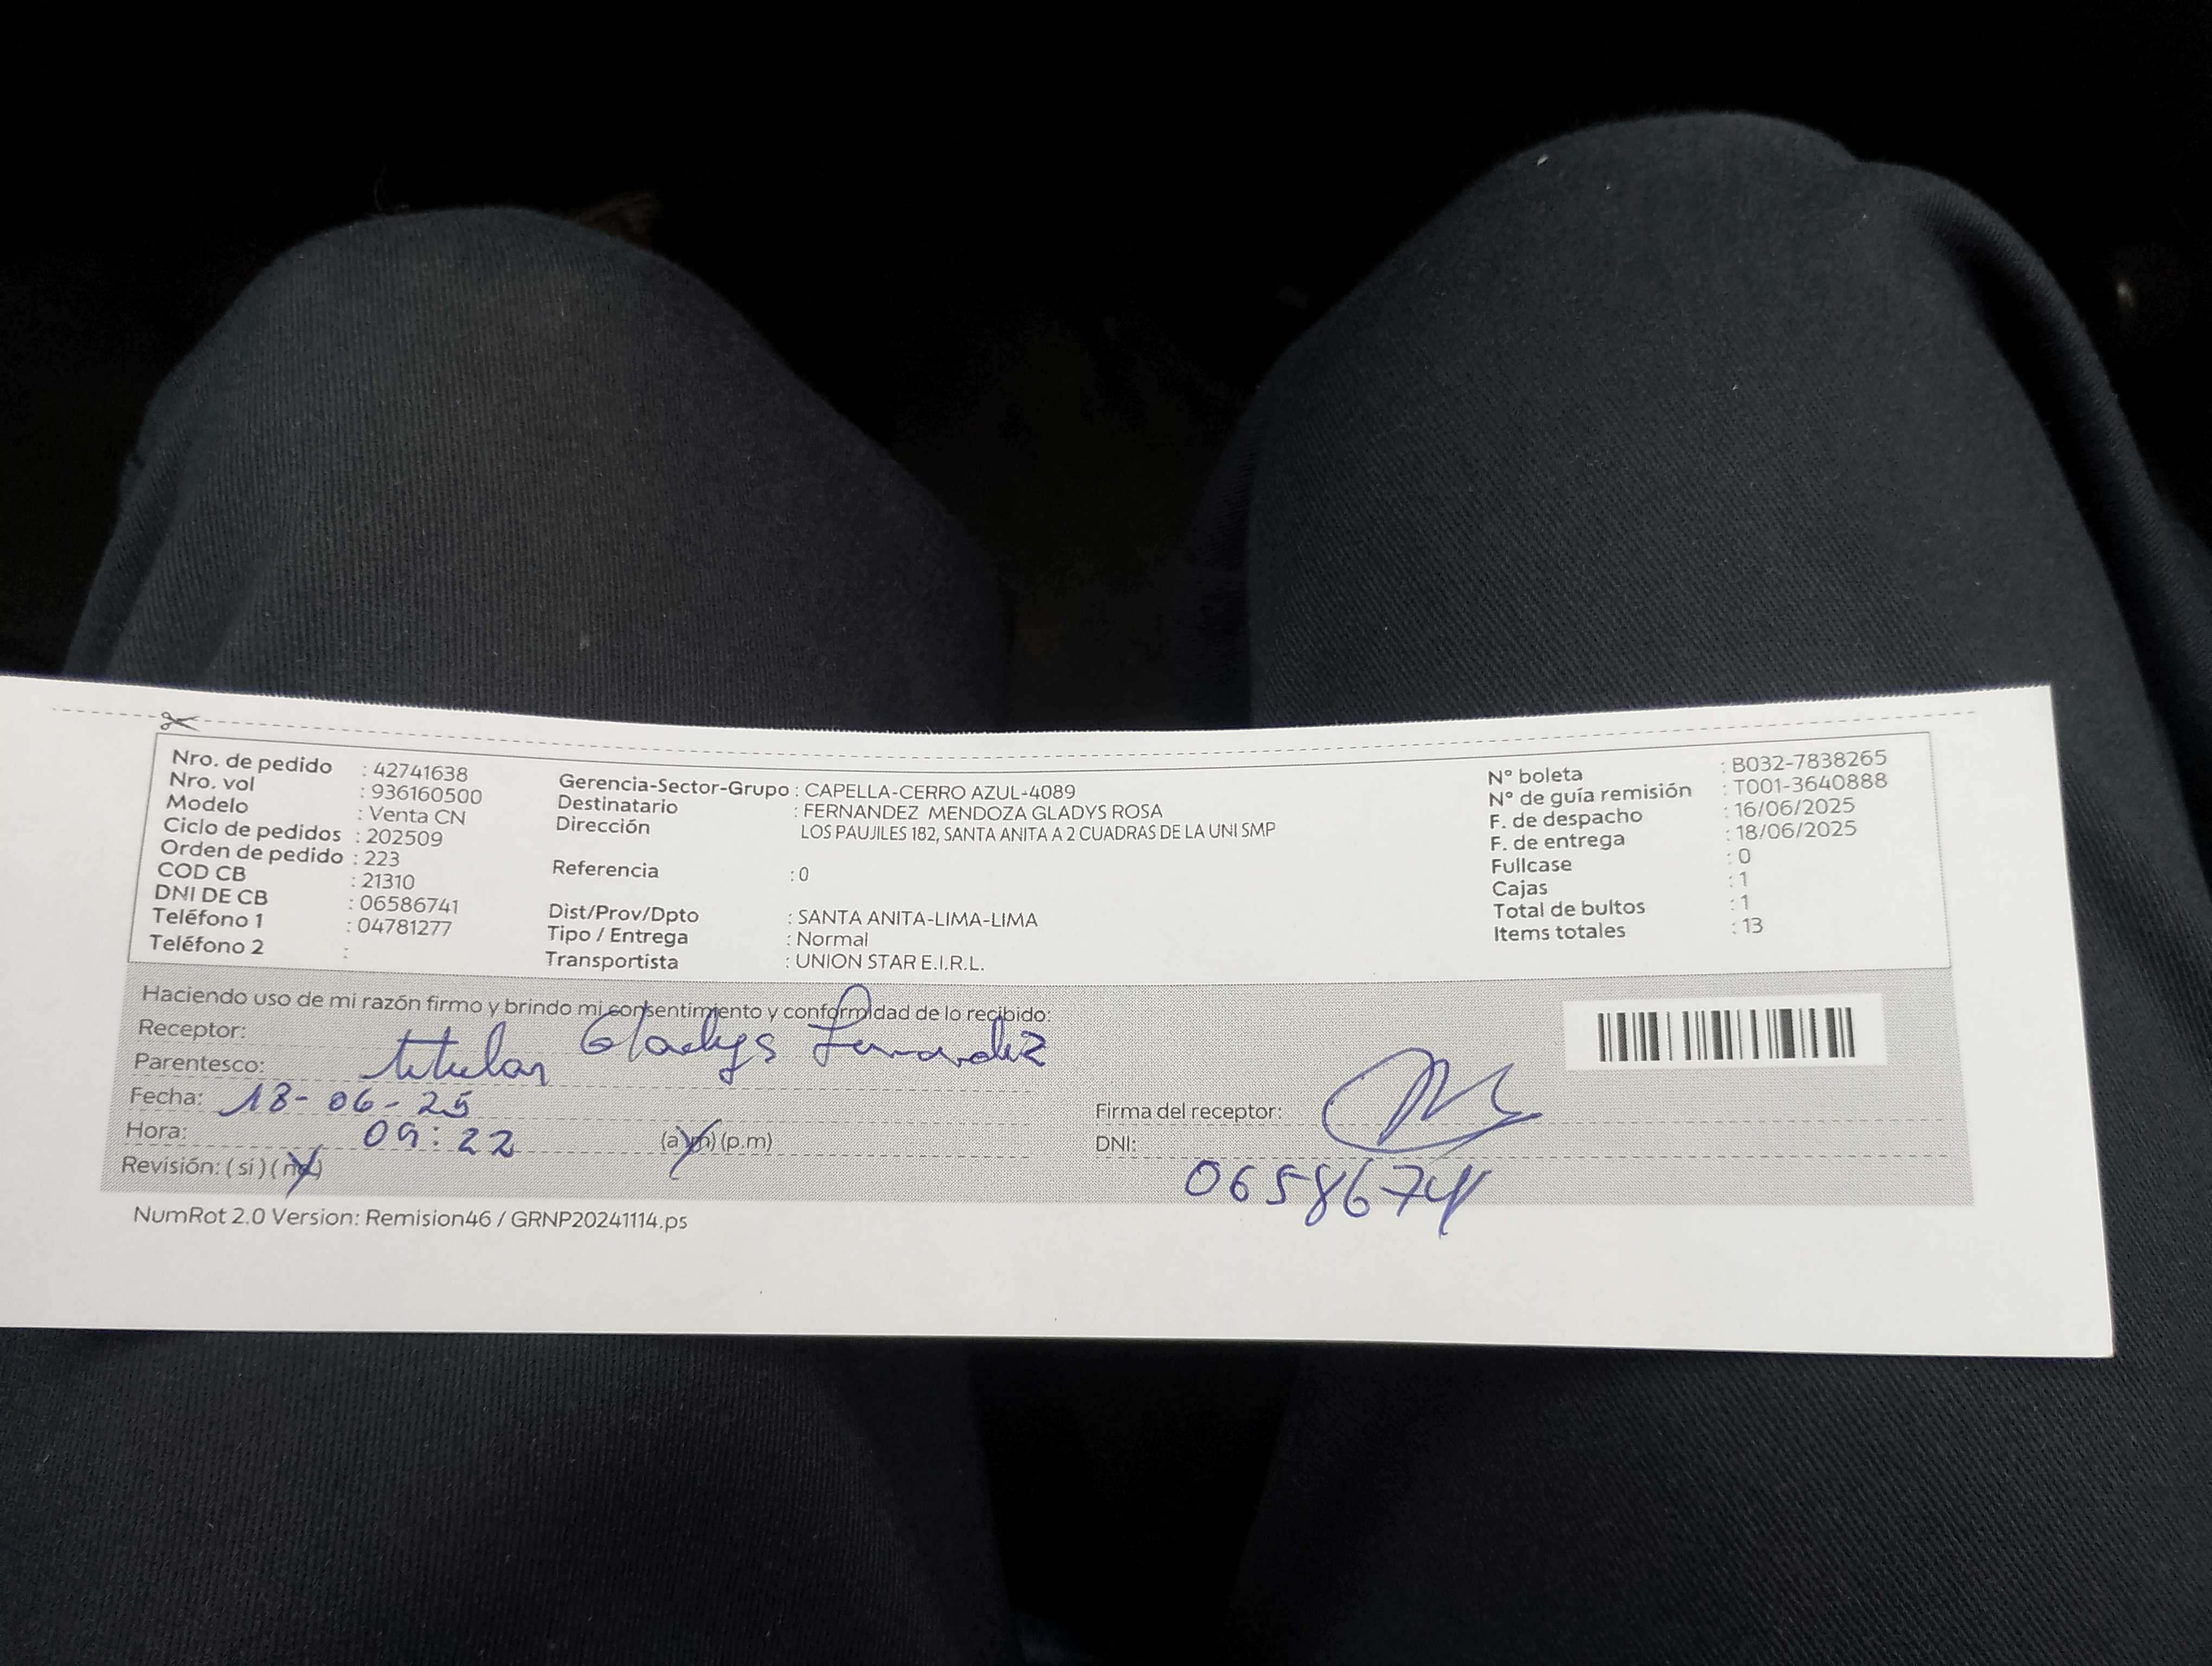 Nro. de pedido : 42741638
Nro. vol : 936160500
Modelo : Venta CN
Ciclo de pedidos : 202509
Orden de pedido : 223
COD CB : 21310
DNI DE CB : 06586741
Teléfono 1 : 04781277
Teléfono 2 :
Gerencia-Sector-Grupo : CAPELLA-CERRO AZUL-4089
Destinatario : FERNANDEZ MENDOZA GLADYS ROSA
Dirección LOS PAUJILES 182, SANTA ANITA A 2 CUADRAS DE LA UNI SMP
Referencia : 0
Dist/Prov/Dpto : SANTA ANITA-LIMA-LIMA
Tipo / Entrega : Normal
Transportista : UNION STAR E.I.R.L.
N° boleta : B032-7838265
N° de guía remisión : T001-3640888
F. de despacho : 16/06/2025
F. de entrega : 18/06/2025
Fullcase : 0
Cajas : 1
Total de bultos : 1
Items totales : 13
Haciendo uso de mi razón firmo y brindo mi consentimiento y conformidad de lo recibido:
Receptor: Gladys Fernandez
Parentesco: titular
Fecha: 18-06-25
Hora: 09:22 (a.m) (p.m)
Revisión: (si) (no)
Firma del receptor:
DNI: 06586741
NumRot 2.0 Version: Remision46 / GRNP20241114.ps